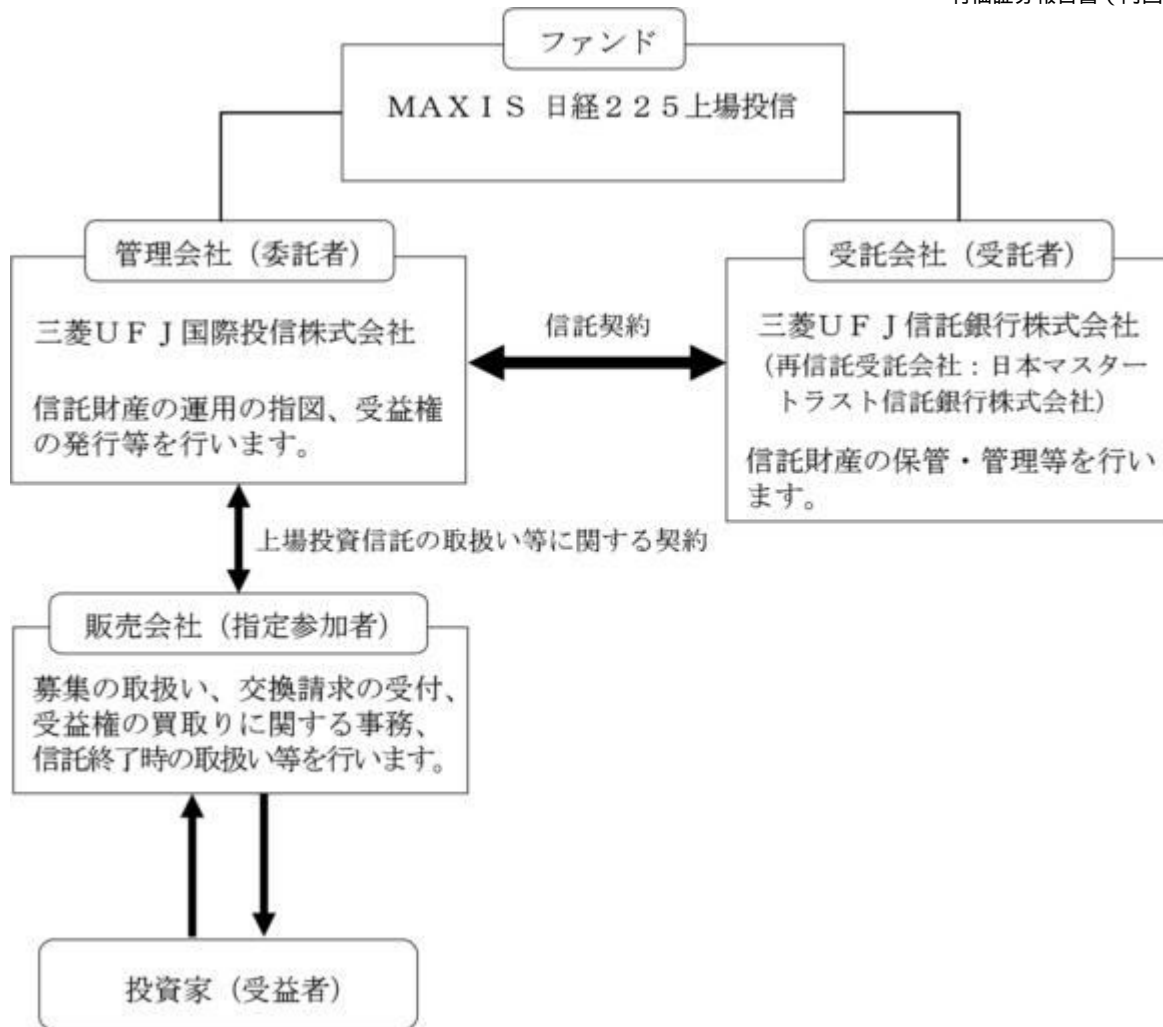 ファンド
MAXIS 日経225上場投信
管理会社（委託者）
三菱UFJ国際投信株式会社
信託財産の運用の指図、受益権
の発行等を行います。
信託契約
受託会社（受託者）
三菱UFJ信託銀行株式会社
（再信託受託会社：日本マスター
トラスト信託銀行株式会社）
信託財産の保管・管理等を行い
ます。
上場投資信託の取扱い等に関する契約
販売会社（指定参加者）
募集の取扱い、交換請求の受付、
受益権の買取りに関する事務、
信託終了時の取扱い等を行います。
投資家（受益者）